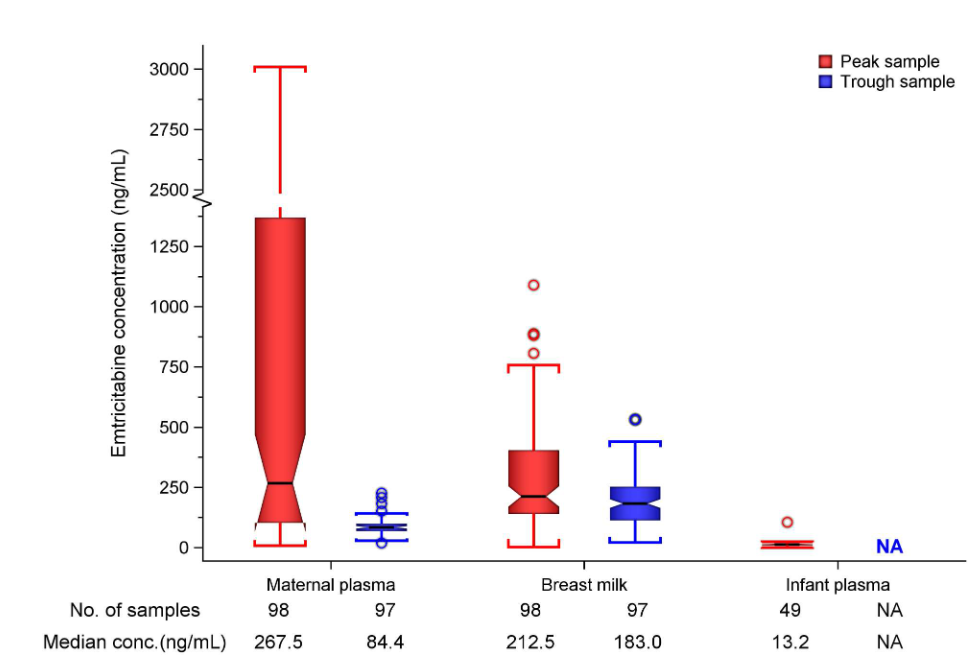 Peak sample
Trough sample
Emtricitabine concentration (ng/mL)
3000
2750
2500
1250
1000
750
500
250
0
NA
Maternal plasma Breast milk Infant plasma
No. of samples 98 97 98 97 49 NA
Median conc.(ng/mL) 267.5 84.4 212.5 183.0 13.2 NA